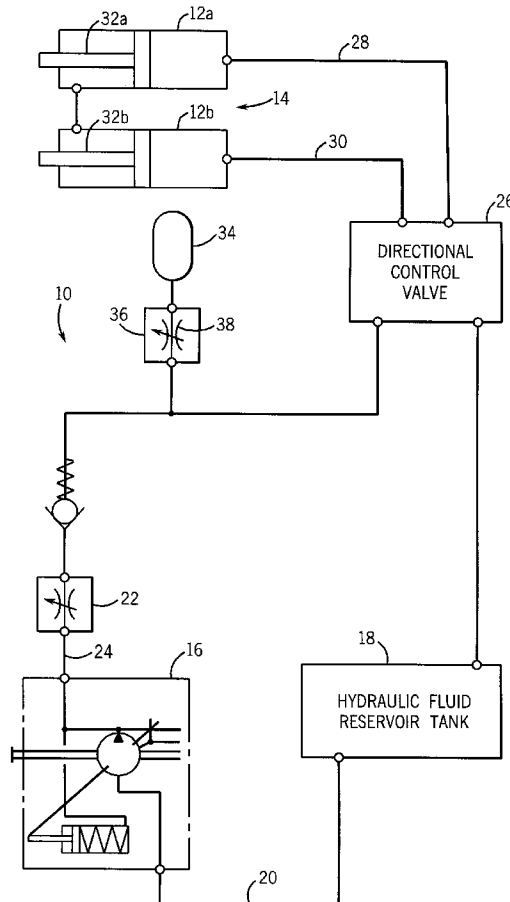 32a
12a
28
14
32b
12b
30
26
34
DIRECTIONAL
CONTROL
VALVE
10
36
38
22
24
16
18
HYDRAULIC FLUID
RESERVOIR TANK
20